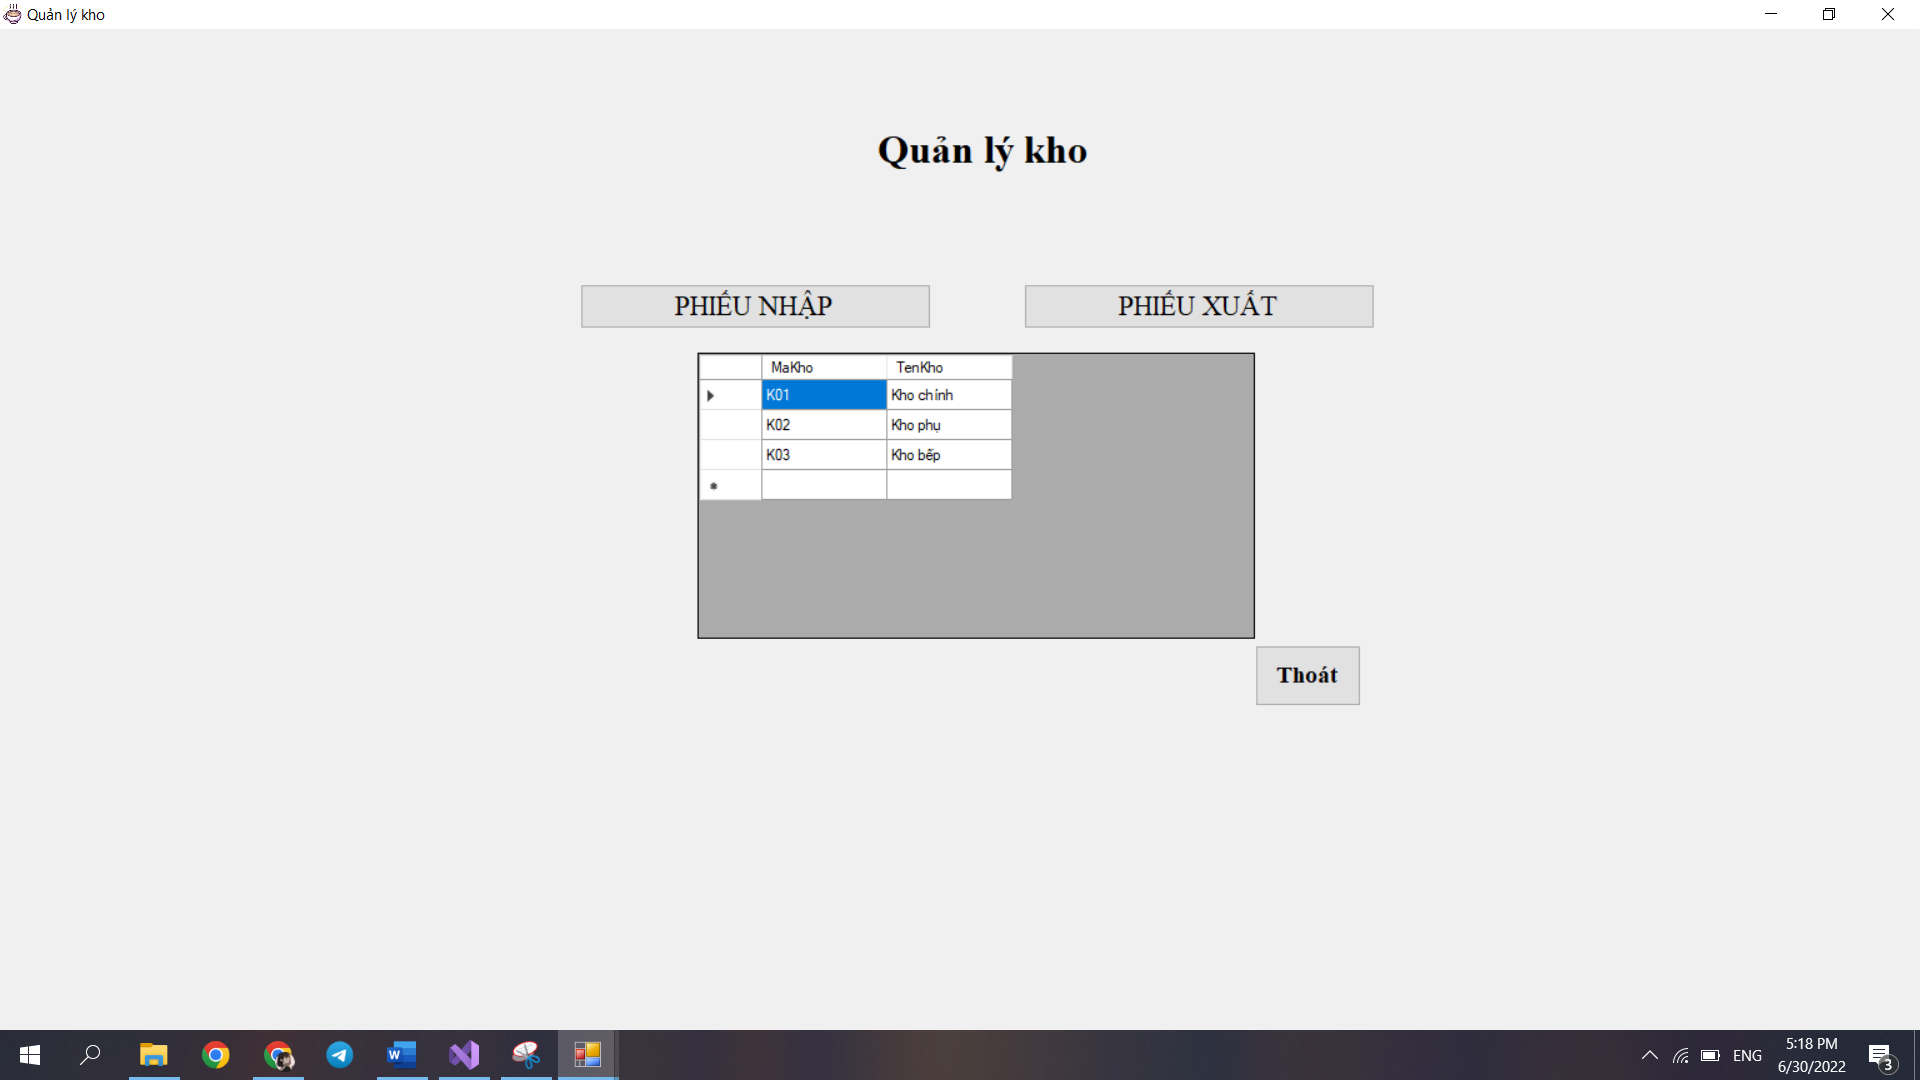 Quản lý kho
Quản lý kho
PHIẾU NHẬP PHIẾU XUẤT
MaKho TenKho
K01 Kho chính
K02 Kho phụ
K03 Kho bếp
Thoát
ENG 5:18 PM
6/30/2022
3